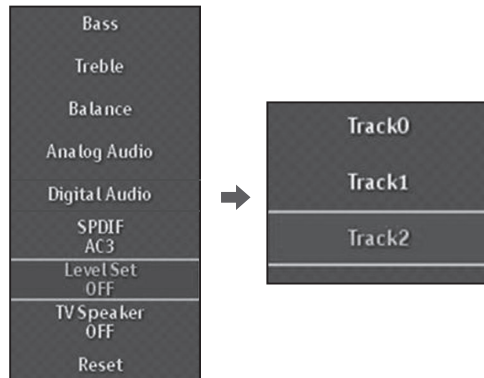 Bass
Treble
Balance
Analog Audio
Digital Audio
SPDIF
AC3
Level Set
OFF
TV Speaker
OFF
Reset
Track0
Track1
Track2